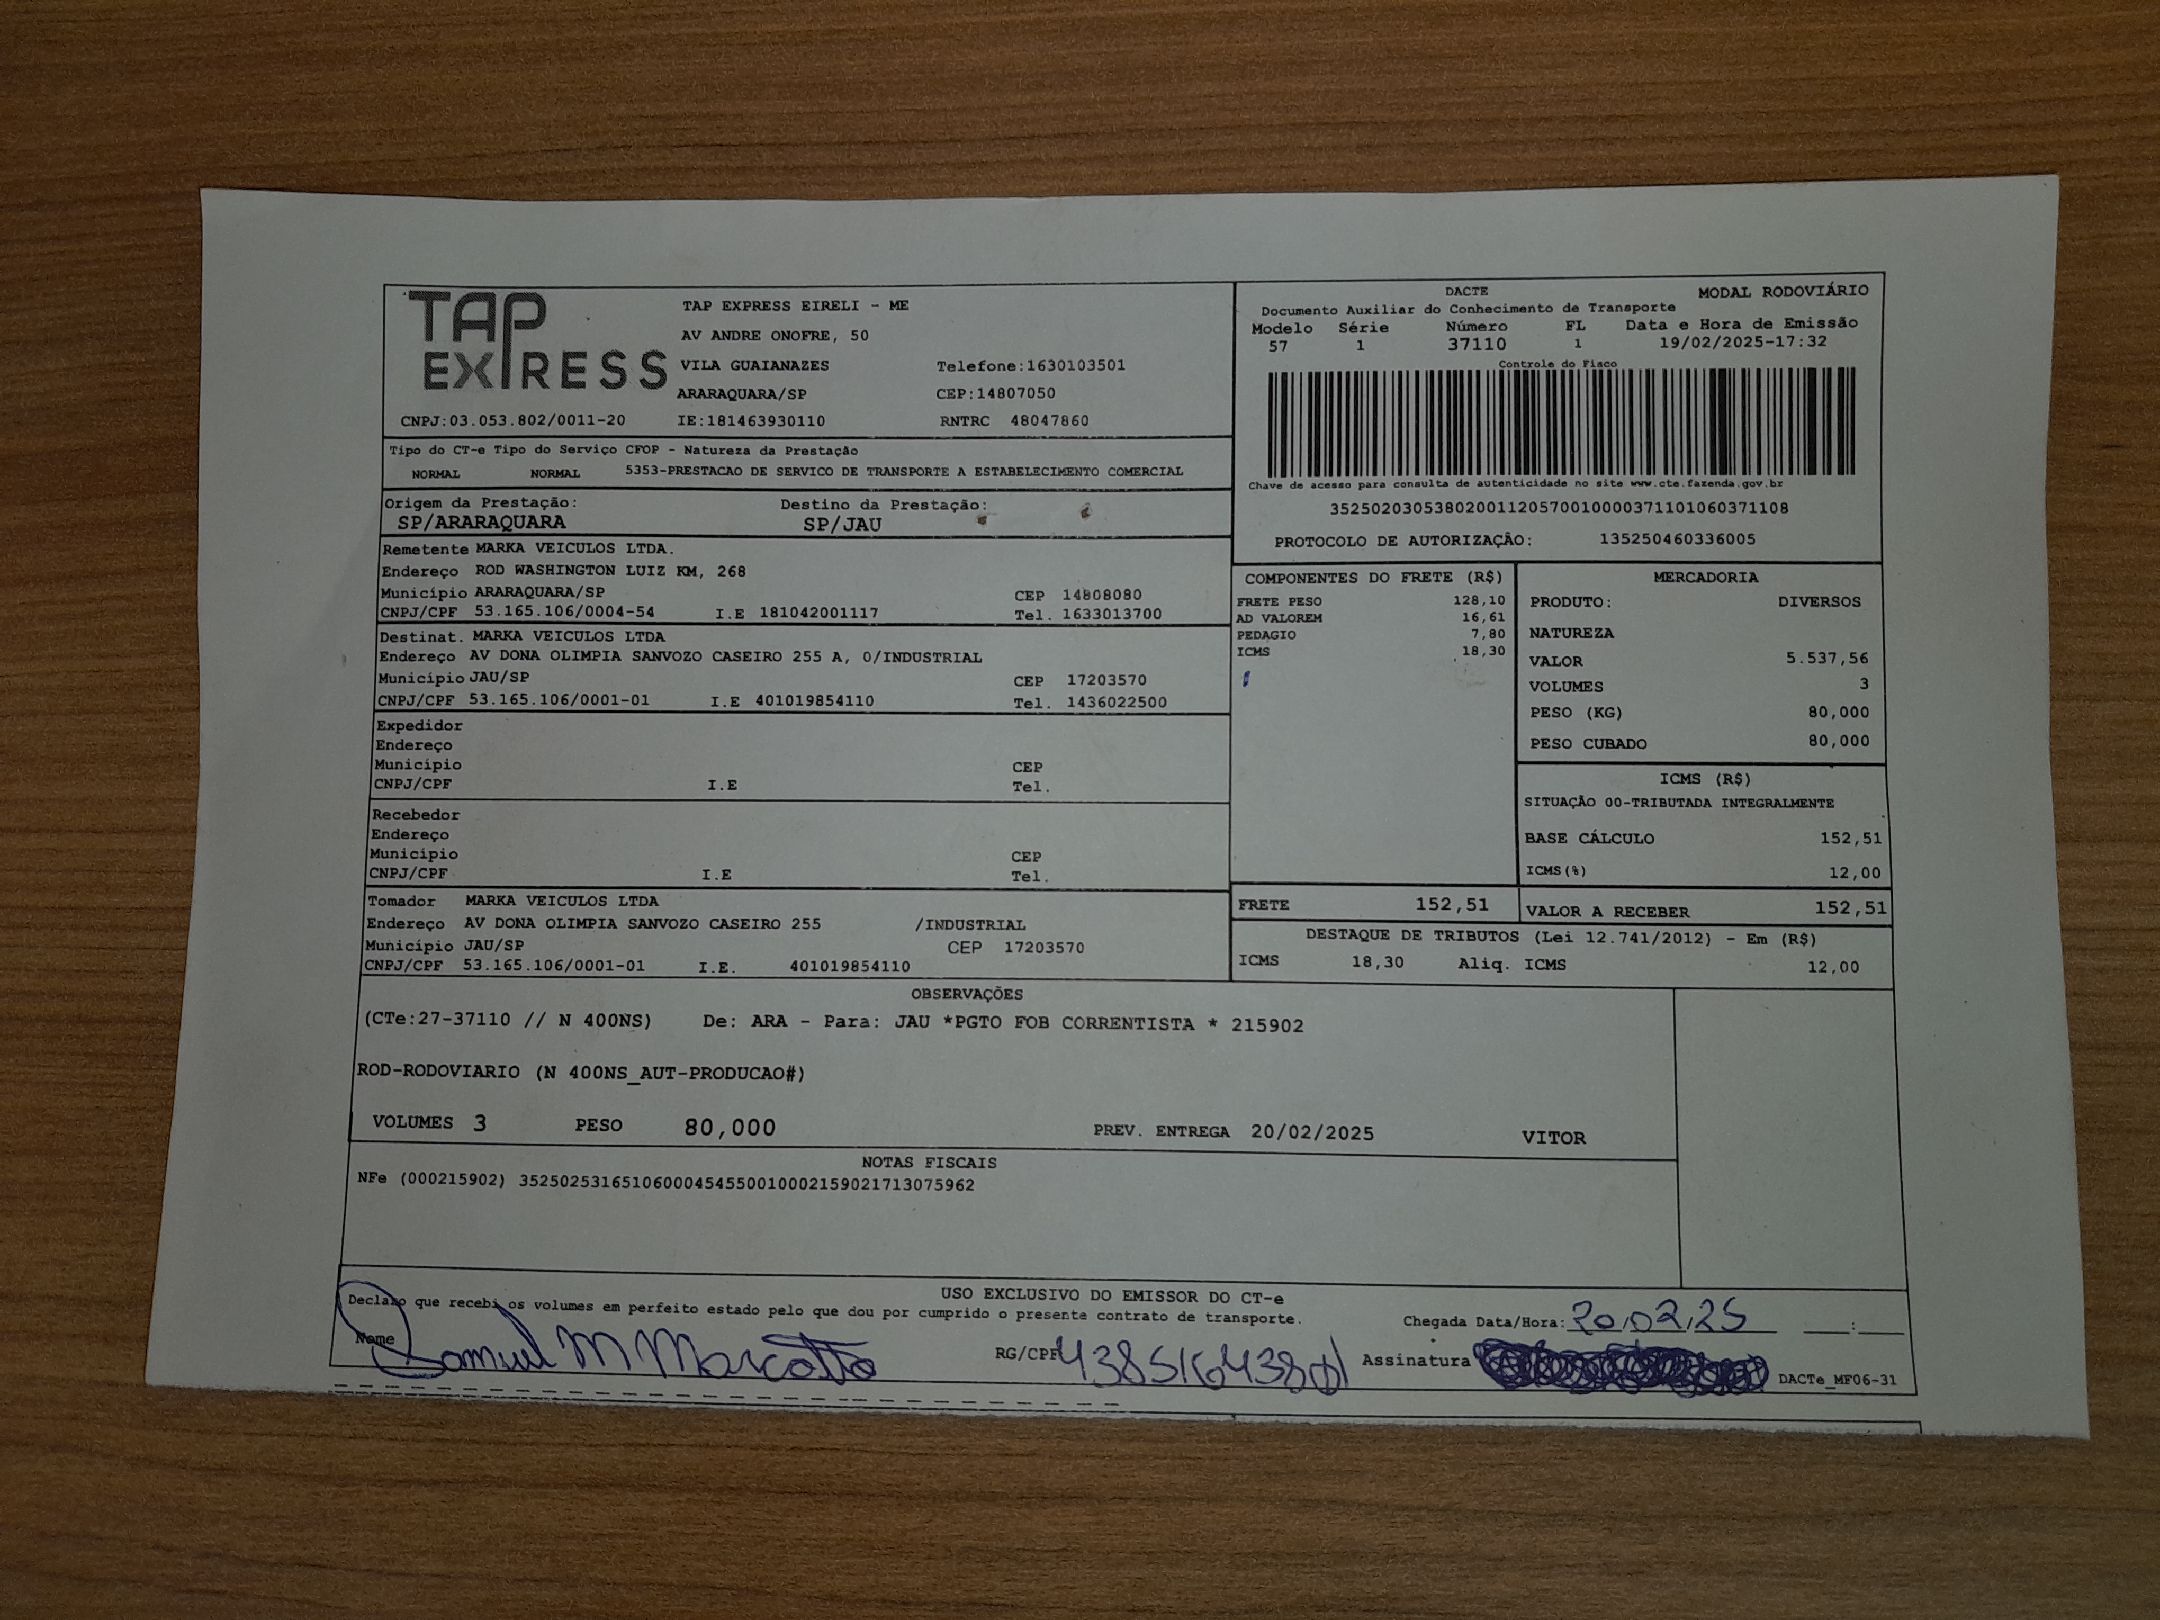 TAP EXPRESS
TAP EXPRESS EIRELI - ME
AV ANDRE ONOFRE, 50
VILA GUAIANAZES Telefone:1630103501
ARARAQUARA/SP CEP:14807050
CNPJ:03.053.802/0011-20 IE:181463930110 RNTRC 48047860
DACTE MODAL RODOVIÁRIO
Documento Auxiliar do Conhecimento de Transporte
Modelo Série Número FL Data e Hora de Emissão
57 1 37110 1 19/02/2025-17:32
Controle do Fisco
Chave de acesso para consulta de autenticidade no site www.cte.fazenda.gov.br
35250203053802001120570010000371101060371108
PROTOCOLO DE AUTORIZAÇÃO: 135250460336005
Tipo do CT-e Tipo do Serviço CFOP - Natureza da Prestação
NORMAL NORMAL 5353-PRESTACAO DE SERVICO DE TRANSPORTE A ESTABELECIMENTO COMERCIAL
Origem da Prestação: Destino da Prestação:
SP/ARARAQUARA SP/JAU
Remetente MARKA VEICULOS LTDA.
Endereço ROD WASHINGTON LUIZ KM, 268
Município ARARAQUARA/SP CEP 14808080
CNPJ/CPF 53.165.106/0004-54 I.E 181042001117 Tel. 1633013700
Destinat. MARKA VEICULOS LTDA
Endereço AV DONA OLIMPIA SANVOZO CASEIRO 255 A, 0/INDUSTRIAL
Município JAU/SP CEP 17203570
CNPJ/CPF 53.165.106/0001-01 I.E 401019854110 Tel. 1436022500
Expedidor
Endereço
Município CEP
CNPJ/CPF I.E Tel.
Recebedor
Endereço
Município CEP
CNPJ/CPF I.E Tel.
Tomador MARKA VEICULOS LTDA
Endereço AV DONA OLIMPIA SANVOZO CASEIRO 255 /INDUSTRIAL
Município JAU/SP CEP 17203570
CNPJ/CPF 53.165.106/0001-01 I.E. 401019854110
COMPONENTES DO FRETE (R$)
FRETE PESO 128,10
AD VALOREM 16,61
PEDAGIO 7,80
ICMS 18,30
MERCADORIA
PRODUTO: DIVERSOS
NATUREZA
VALOR 5.537,56
VOLUMES 3
PESO (KG) 80,000
PESO CUBADO 80,000
ICMS (R$)
SITUAÇÃO 00-TRIBUTADA INTEGRALMENTE
BASE CÁLCULO 152,51
ICMS(%) 12,00
FRETE 152,51 VALOR A RECEBER 152,51
DESTAQUE DE TRIBUTOS (Lei 12.741/2012) - Em (R$)
ICMS 18,30 Aliq. ICMS 12,00
OBSERVAÇÕES
(CTe:27-37110 // N 400NS) De: ARA - Para: JAU *PGTO FOB CORRENTISTA * 215902
ROD-RODOVIARIO (N 400NS_AUT-PRODUCAO#)
VOLUMES 3 PESO 80,000 PREV. ENTREGA 20/02/2025 VITOR
NOTAS FISCAIS
NFe (000215902) 35250253165106000454550010002159021713075962
USO EXCLUSIVO DO EMISSOR DO CT-e
Declaro que recebi os volumes em perfeito estado pelo que dou por cumprido o presente contrato de transporte.
Chegada Data/Hora: 20,02,25 __:__
Nome Samuel M Marcatto RG/CPF Assinatura DACTe_MF06-31